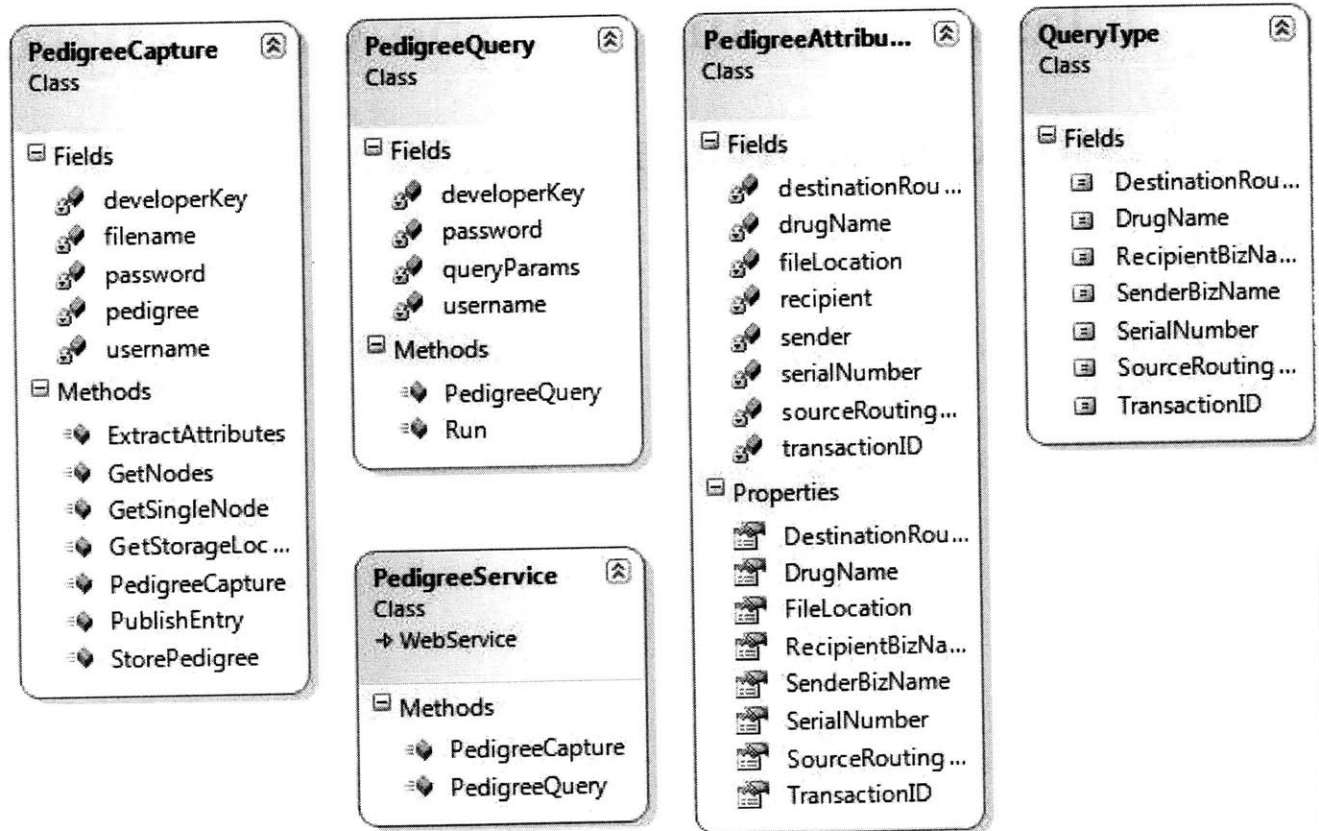 PedigreeCapture
Class
Fields
developerKey
filename
password
pedigree
username
Methods
ExtractAttributes
GetNodes
GetSingleNode
GetStorageLoc ...
PedigreeCapture
PublishEntry
StorePedigree
PedigreeQuery
Class
Fields
developerKey
password
queryParams
username
Methods
PedigreeQuery
Run
PedigreeService
Class
WebService
Methods
PedigreeCapture
PedigreeQuery
PedigreeAttribu...
Class
Fields
destinationRou ...
drugName
fileLocation
recipient
sender
serialNumber
sourceRouting...
transactionID
Properties
DestinationRou...
DrugName
FileLocation
RecipientBizNa...
SenderBizName
SerialNumber
SourceRouting ...
TransactionID
QueryType
Class
Fields
DestinationRou...
DrugName
RecipientBizNa...
SenderBizName
SerialNumber
SourceRouting ...
TransactionID